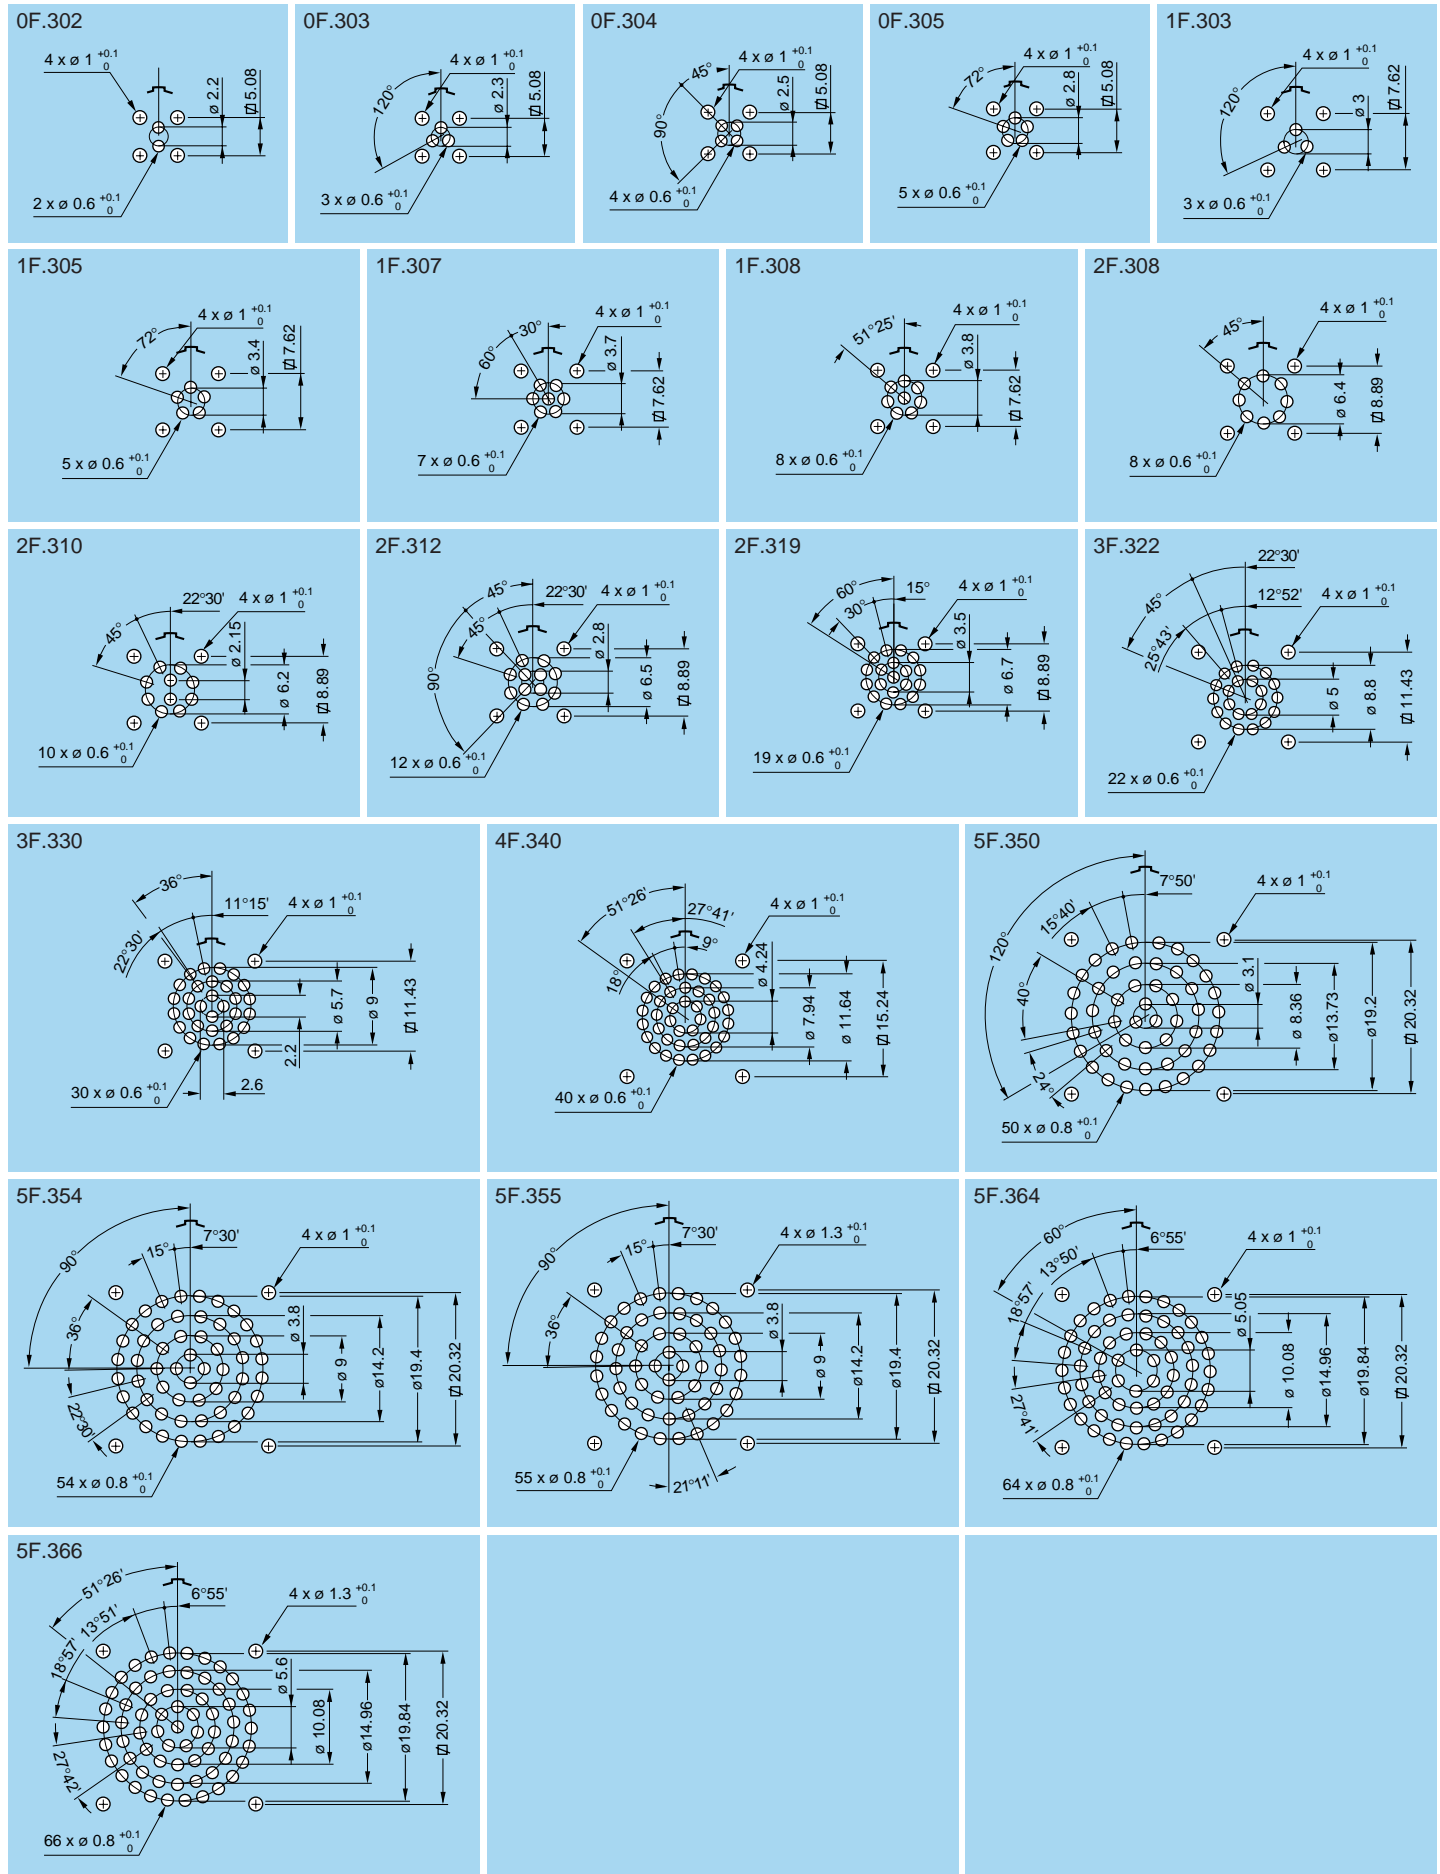 0F.302
4 x ø 1 +0.1 0
ø 2.2
5.08
2 x ø 0.6 +0.1 0
0F.303
4 x ø 1 +0.1 0
120°
ø 2.3
5.08
3 x ø 0.6 +0.1 0
0F.304
4 x ø 1 +0.1 0
45°
90°
ø 2.5
5.08
4 x ø 0.6 +0.1 0
0F.305
4 x ø 1 +0.1 0
72°
ø 2.8
5.08
5 x ø 0.6 +0.1 0
1F.303
4 x ø 1 +0.1 0
120°
ø 3
7.62
3 x ø 0.6 +0.1 0
1F.305
4 x ø 1 +0.1 0
72°
ø 3.4
7.62
5 x ø 0.6 +0.1 0
1F.307
30°
4 x ø 1 +0.1 0
60°
ø 3.7
7.62
7 x ø 0.6 +0.1 0
1F.308
4 x ø 1 +0.1 0
51°25'
ø 3.8
7.62
8 x ø 0.6 +0.1 0
2F.308
4 x ø 1 +0.1 0
45°
ø 6.4
8.89
8 x ø 0.6 +0.1 0
2F.310
22°30'
4 x ø 1 +0.1 0
45°
ø 2.15
ø 6.2
8.89
10 x ø 0.6 +0.1 0
2F.312
45°
22°30'
4 x ø 1 +0.1 0
45°
90°
ø 2.8
ø 6.5
8.89
12 x ø 0.6 +0.1 0
2F.319
60°
15°
4 x ø 1 +0.1 0
30°
ø 3.5
ø 6.7
8.89
19 x ø 0.6 +0.1 0
3F.322
22°30'
45°
12°52'
4 x ø 1 +0.1 0
25°43'
ø 5
ø 8.8
11.43
22 x ø 0.6 +0.1 0
3F.330
36°
11°15'
4 x ø 1 +0.1 0
22°30'
2.2
ø 5.7
ø 9
11.43
30 x ø 0.6 +0.1 0
2.6
4F.340
51°26'
27°41'
4 x ø 1 +0.1 0
9°
18°
ø 4.24
ø 7.94
ø 11.64
15.24
40 x ø 0.6 +0.1 0
5F.350
7°50'
4 x ø 1 +0.1 0
15°40'
120°
40°
24°
ø 3.1
ø 8.36
ø13.73
ø19.2
20.32
50 x ø 0.8 +0.1 0
5F.354
7°30'
4 x ø 1 +0.1 0
15°
90°
36°
22°30'
ø 3.8
ø 9
ø14.2
ø19.4
20.32
54 x ø 0.8 +0.1 0
5F.355
7°30'
4 x ø 1.3 +0.1 0
15°
90°
36°
ø 3.8
ø 9
ø14.2
ø19.4
20.32
55 x ø 0.8 +0.1 0
21°11'
5F.364
60°
6°55'
4 x ø 1 +0.1 0
13°50'
18°57'
27°41'
ø 5.05
ø 10.08
ø14.96
ø19.84
20.32
64 x ø 0.8 +0.1 0
5F.366
51°26'
6°55'
4 x ø 1.3 +0.1 0
13°51'
18°57'
27°42'
ø 5.6
ø 10.08
ø14.96
ø19.84
20.32
66 x ø 0.8 +0.1 0